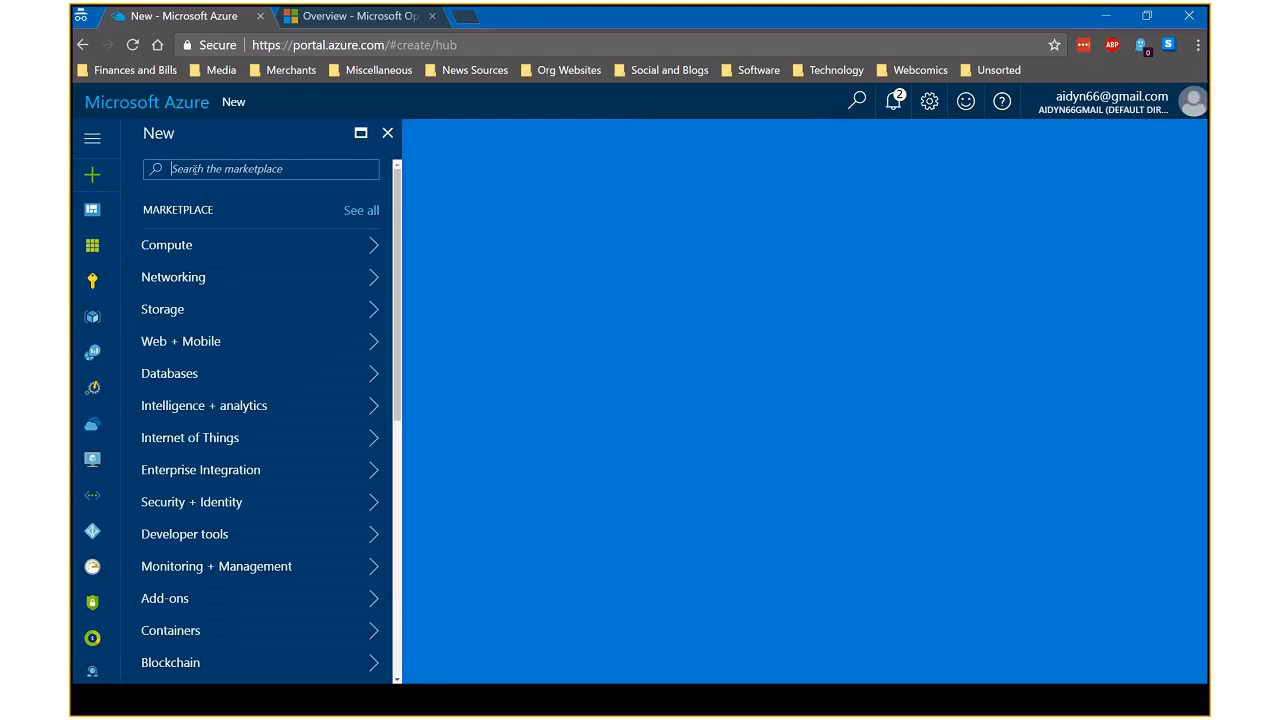 New - Microsoft Azure
Overview - Microsoft Op
Secure
https://portal.azure.com/#create/hub
ABP
0
S
Finances and Bills
Media
Merchants
Miscellaneous
News Sources
Org Websites
Social and Blogs
Software
Technology
Webcomics
Unsorted
Microsoft Azure
New
2
aidyn66@gmail.com
AIDYN66GMAIL (DEFAULT DIR...
New
Search the marketplace
MARKETPLACE
See all
Compute
Networking
Storage
Web + Mobile
Databases
Intelligence + analytics
Internet of Things
Enterprise Integration
Security + Identity
Developer tools
Monitoring + Management
Add-ons
Containers
Blockchain